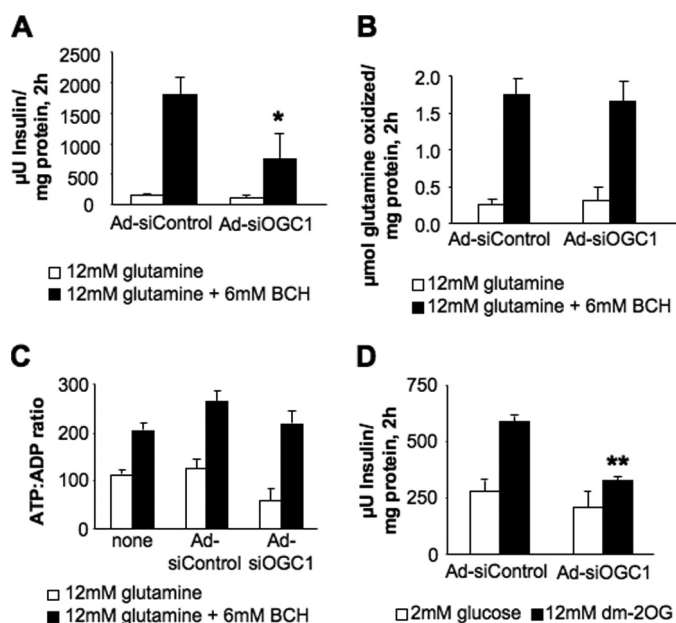 A
µU Insulin/
mg protein, 2h
2500
2000
1500
1000
500
0
*
Ad-siControl Ad-siOGC1
12mM glutamine
12mM glutamine + 6mM BCH
B
µmol glutamine oxidized/
mg protein, 2h
2.0
1.5
1.0
0.5
0.0
Ad-siControl Ad-siOGC1
12mM glutamine
12mM glutamine + 6mM BCH
C
ATP:ADP ratio
300
200
100
0
none
Ad-
siControl
Ad-
siOGC1
12mM glutamine
12mM glutamine + 6mM BCH
D
µU Insulin/
mg protein, 2h
750
500
250
0
**
Ad-siControl Ad-siOGC1
2mM glucose 12mM dm-2OG